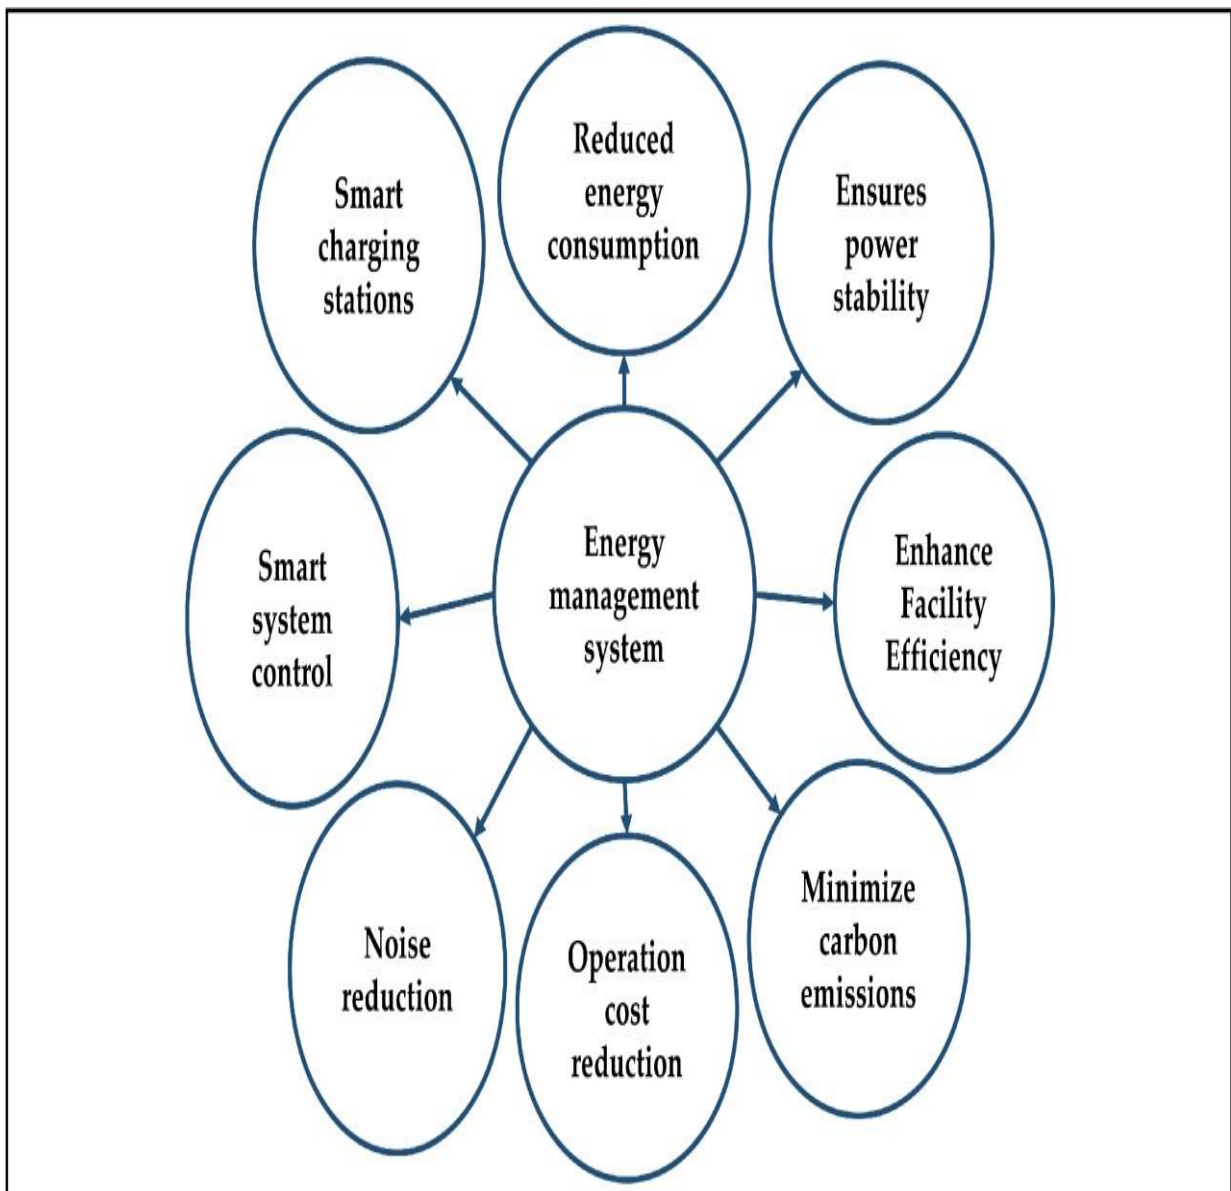 Reduced
energy
consumption
Smart
charging
stations
Ensures
power
stability
Energy
management
system
Enhance
Facility
Efficiency
Smart
system
control
Minimize
carbon
emissions
Noise
reduction
Operation
cost
reduction